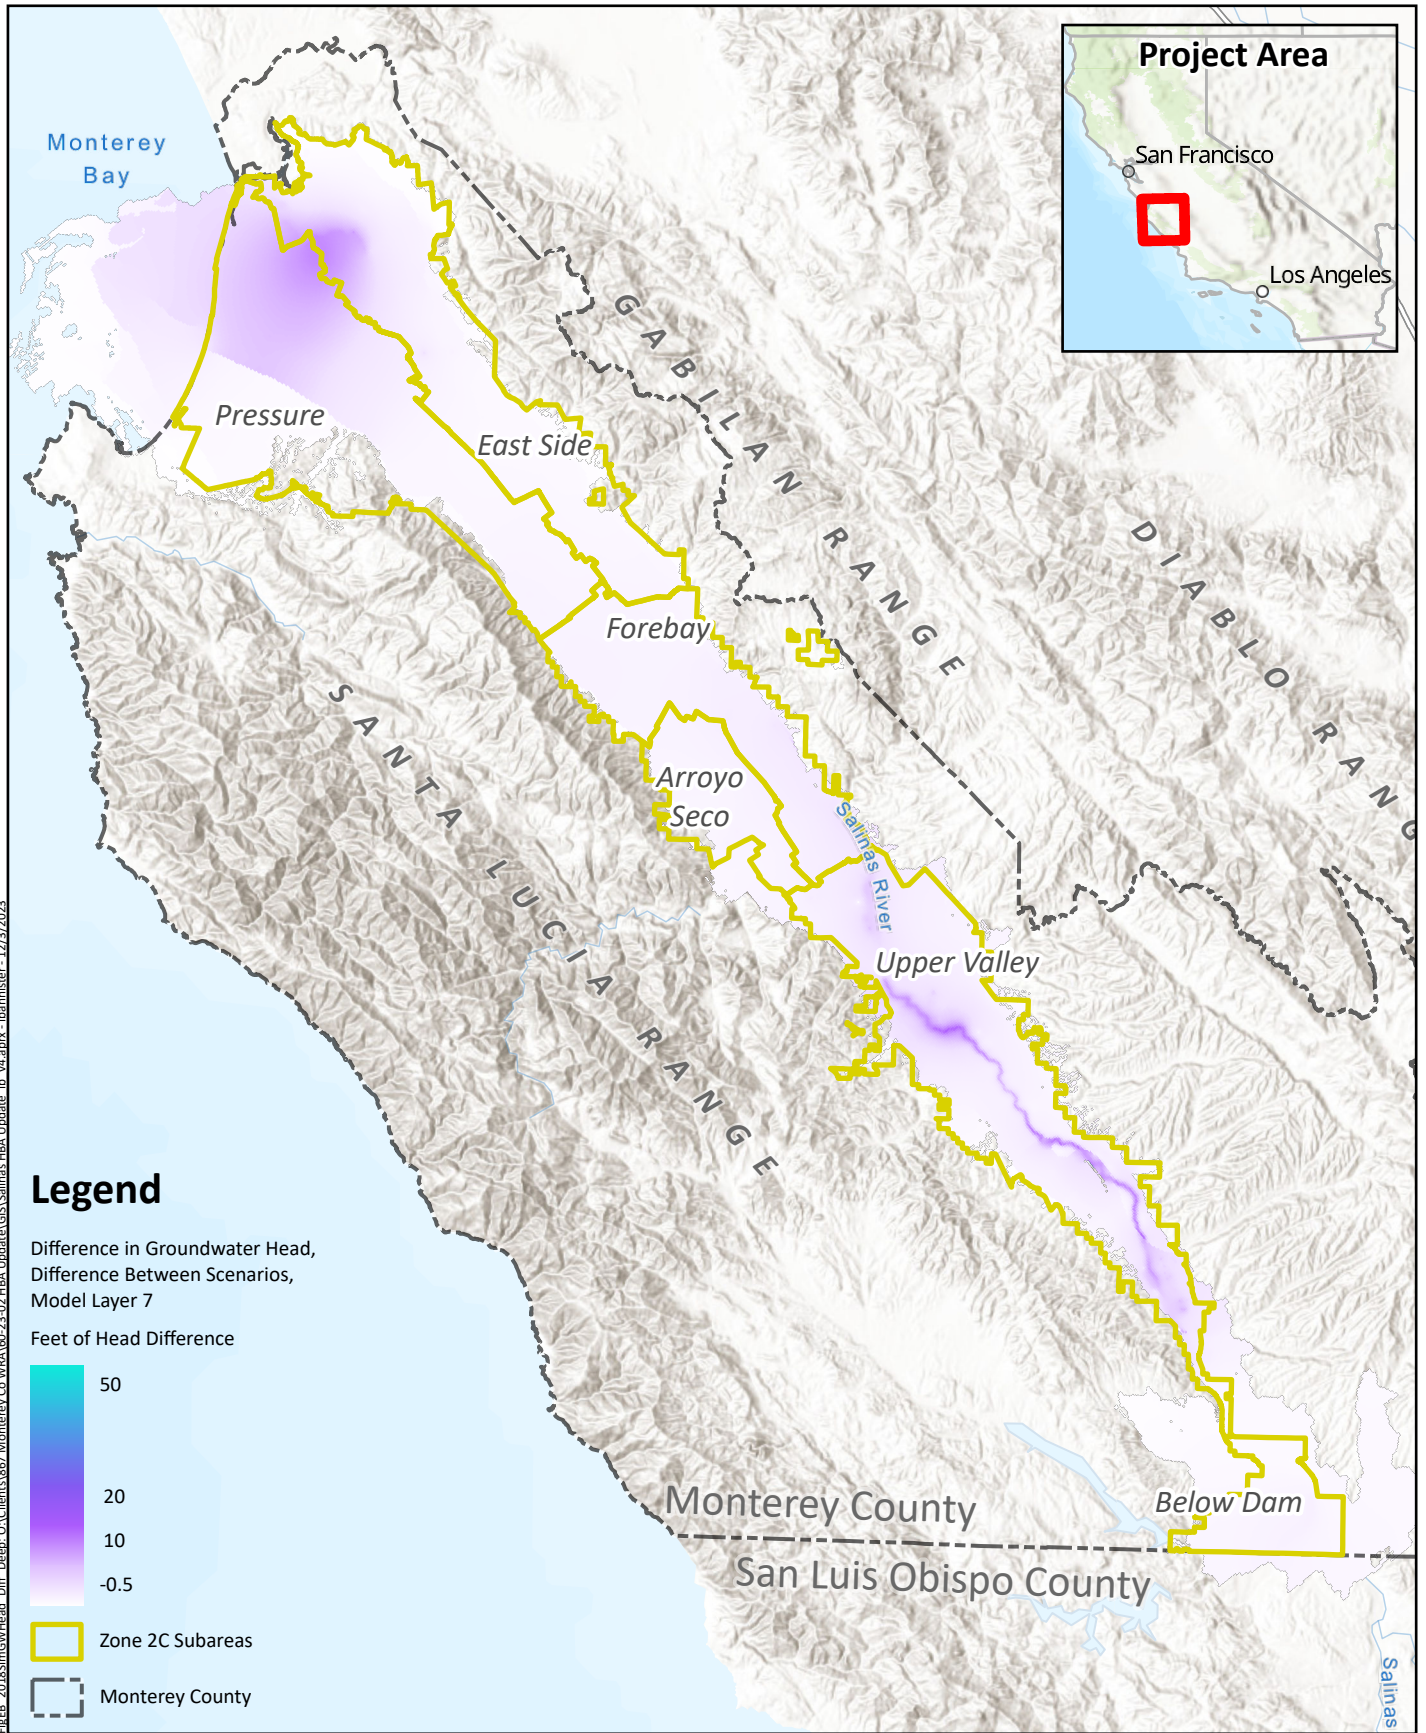 Project Area
San Francisco
Los Angeles
Monterey
Bay
GABILAN RANGE
DIABLO RANG
Pressure
East Side
Forebay
Arroyo
Seco
Salinas River
Upper Valley
SANTA LUCIA RANGE
Below Dam
Monterey County
San Luis Obispo County
Salinas
Legend
Difference in Groundwater Head,
Difference Between Scenarios,
Model Layer 7
Feet of Head Difference
50
20
10
-0.5
Zone 2C Subareas
Monterey County